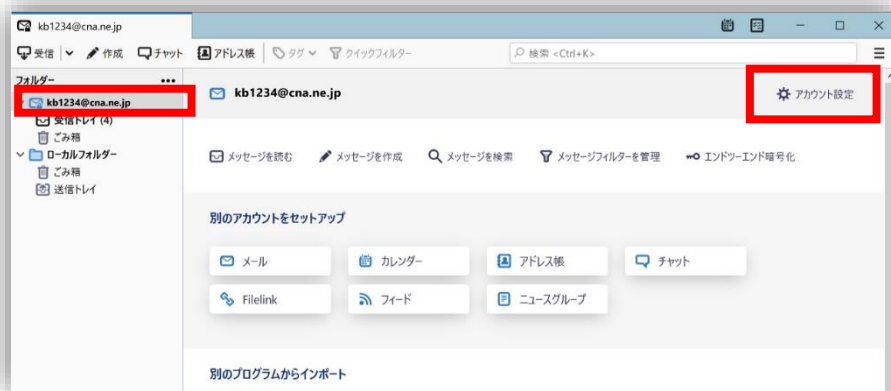 kb1234@cna.ne.jp
受信 作成 チャット アドレス帳 タグ クイックフィルター 検索 <Ctrl+K>
フォルダー
kb1234@cna.ne.jp
受信トレイ (4)
ごみ箱
ローカルフォルダー
ごみ箱
送信トレイ
kb1234@cna.ne.jp アカウント設定
メッセージを読む メッセージを作成 メッセージを検索 メッセージフィルターを管理 エンドツーエンド暗号化
別のアカウントをセットアップ
メール カレンダー アドレス帳 チャット
Filelink フィード ニュースグループ
別のプログラムからインポート